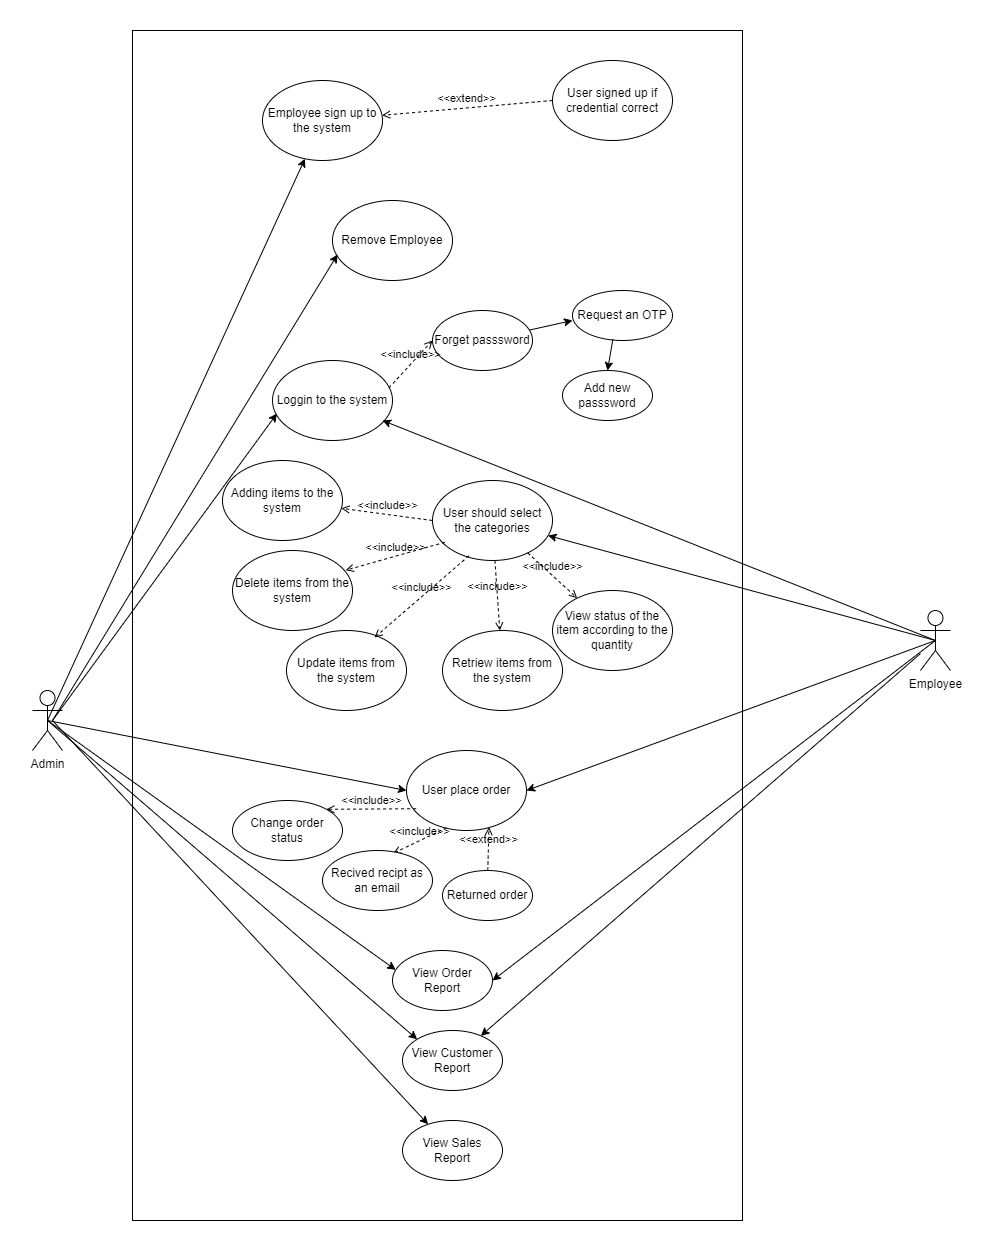 <<extend>>
User signed up if
credential correct
Employee sign up to
the system
Remove Employee
Request an OTP
Forget passsword
<<include>>
Add new
passsword
Loggin to the system
Adding items to the
system
<<include>>
User should select
the categories
<<include>>
<<include>>
<<include>>
<<include>>
Delete items from the
system
View status of the
item according to the
quantity
Update items from
the system
Retriew items from
the system
Employee
Admin
User place order
<<include>>
Change order
status
<<include>>
<<extend>>
Recived recipt as
an email
Returned order
View Order
Report
View Customer
Report
View Sales
Report